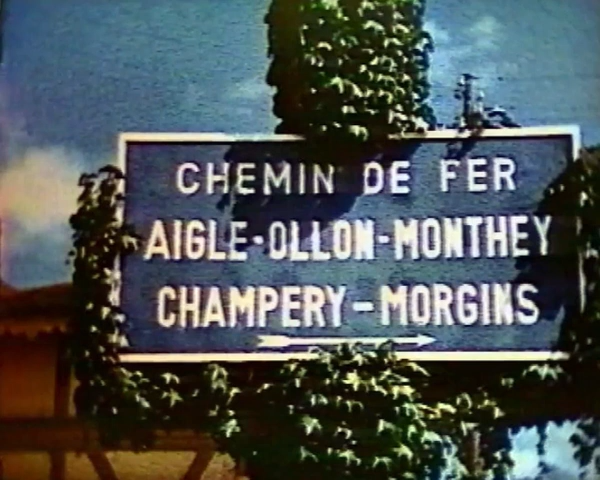 CHEMIN DE FER
AIGLE-OLLON-MONTHEY
CHAMPERY-MORGINS